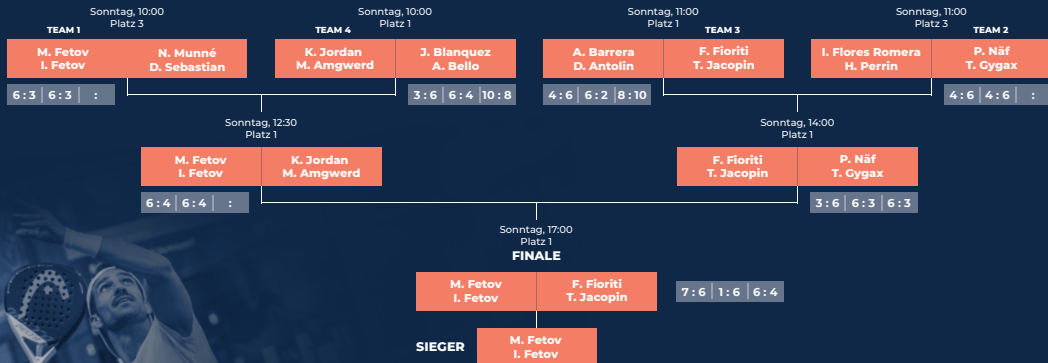 Sonntag, 10:00
Platz 3
TEAM 1
M. Fetov
I. Fetov
N. Munné
D. Sebastian
6:3 | 6:3 | :
Sonntag, 10:00
Platz 1
TEAM 4
K. Jordan
M. Amgwerd
J. Blanquez
A. Bello
3:6 | 6:4 | 10:8
Sonntag, 11:00
Platz 1
TEAM 3
A. Barrera
D. Antolin
F. Fioriti
T. Jacopin
4:6 | 6:2 | 8:10
Sonntag, 11:00
Platz 3
TEAM 2
I. Flores Romera
H. Perrin
P. Näf
T. Gygax
4:6 | 4:6 | :
Sonntag, 12:30
Platz 1
M. Fetov
I. Fetov
K. Jordan
M. Amgwerd
6:4 | 6:4 | :
Sonntag, 14:00
Platz 1
F. Fioriti
T. Jacopin
P. Näf
T. Gygax
3:6 | 6:3 | 6:3
Sonntag, 17:00
Platz 1
FINALE
M. Fetov
I. Fetov
F. Fioriti
T. Jacopin
7:6 | 1:6 | 6:4
SIEGER
M. Fetov
I. Fetov